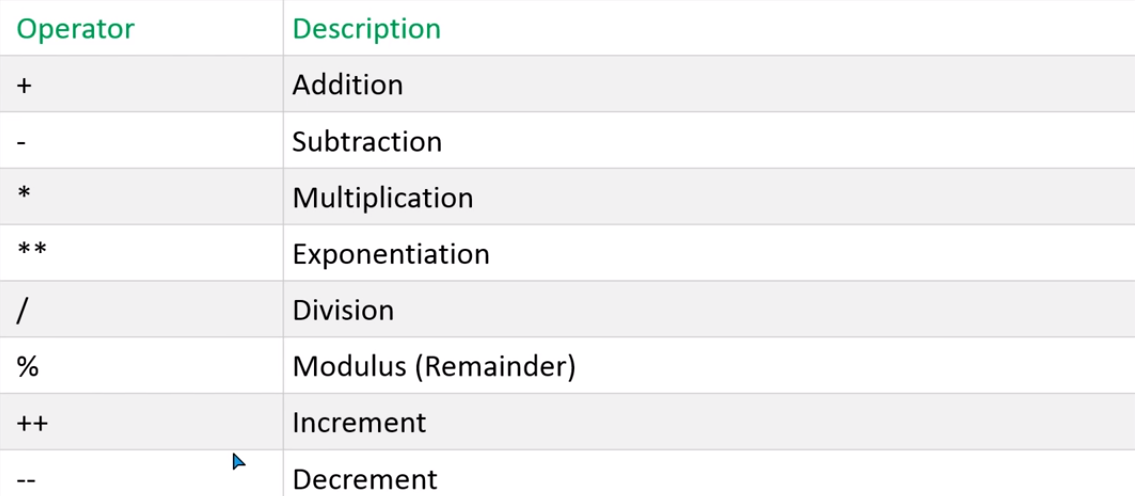 Operator Description
+ Addition
- Subtraction
* Multiplication
** Exponentiation
/ Division
% Modulus (Remainder)
++ Increment
-- Decrement